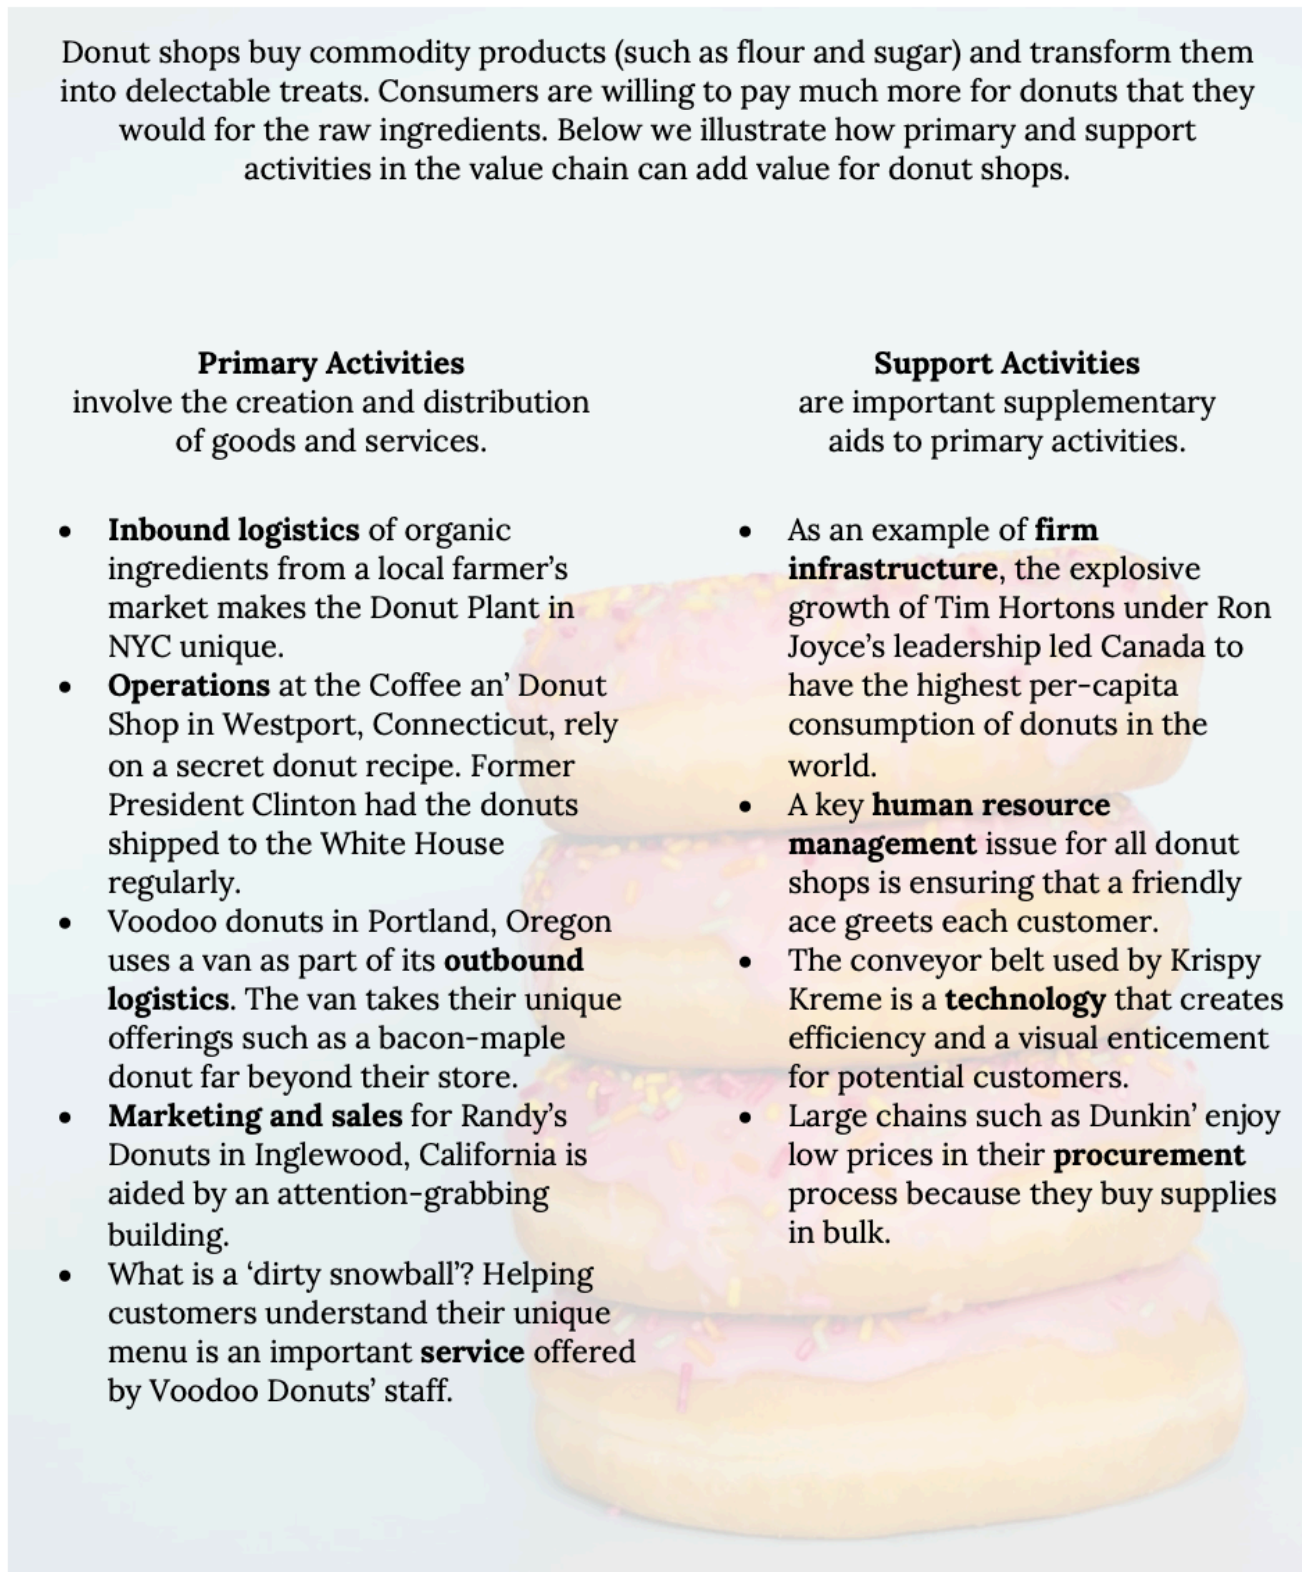 Donut shops buy commodity products (such as flour and sugar) and transform them
into delectable treats. Consumers are willing to pay much more for donuts that they
would for the raw ingredients. Below we illustrate how primary and support
activities in the value chain can add value for donut shops.
Primary Activities
involve the creation and distribution
of goods and services.
• Inbound logistics of organic
ingredients from a local farmer’s
market makes the Donut Plant in
NYC unique.
• Operations at the Coffee an’ Donut
Shop in Westport, Connecticut, rely
on a secret donut recipe. Former
President Clinton had the donuts
shipped to the White House
regularly.
• Voodoo donuts in Portland, Oregon
uses a van as part of its outbound
logistics. The van takes their unique
offerings such as a bacon-maple
donut far beyond their store.
• Marketing and sales for Randy’s
Donuts in Inglewood, California is
aided by an attention-grabbing
building.
• What is a ‘dirty snowball’? Helping
customers understand their unique
menu is an important service offered
by Voodoo Donuts’ staff.
Support Activities
are important supplementary
aids to primary activities.
• As an example of firm
infrastructure, the explosive
growth of Tim Hortons under Ron
Joyce’s leadership led Canada to
have the highest per-capita
consumption of donuts in the
world.
• A key human resource
management issue for all donut
shops is ensuring that a friendly
ace greets each customer.
• The conveyor belt used by Krispy
Kreme is a technology that creates
efficiency and a visual enticement
for potential customers.
• Large chains such as Dunkin’ enjoy
low prices in their procurement
process because they buy supplies
in bulk.